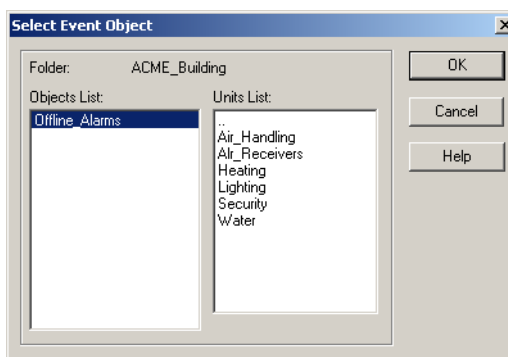 Select Event Object
Folder: ACME_Building
Objects List:
Offline_Alarms
Units List:
..
Air_Handling
AIr_Receivers
Heating
Lighting
Security
Water
OK
Cancel
Help